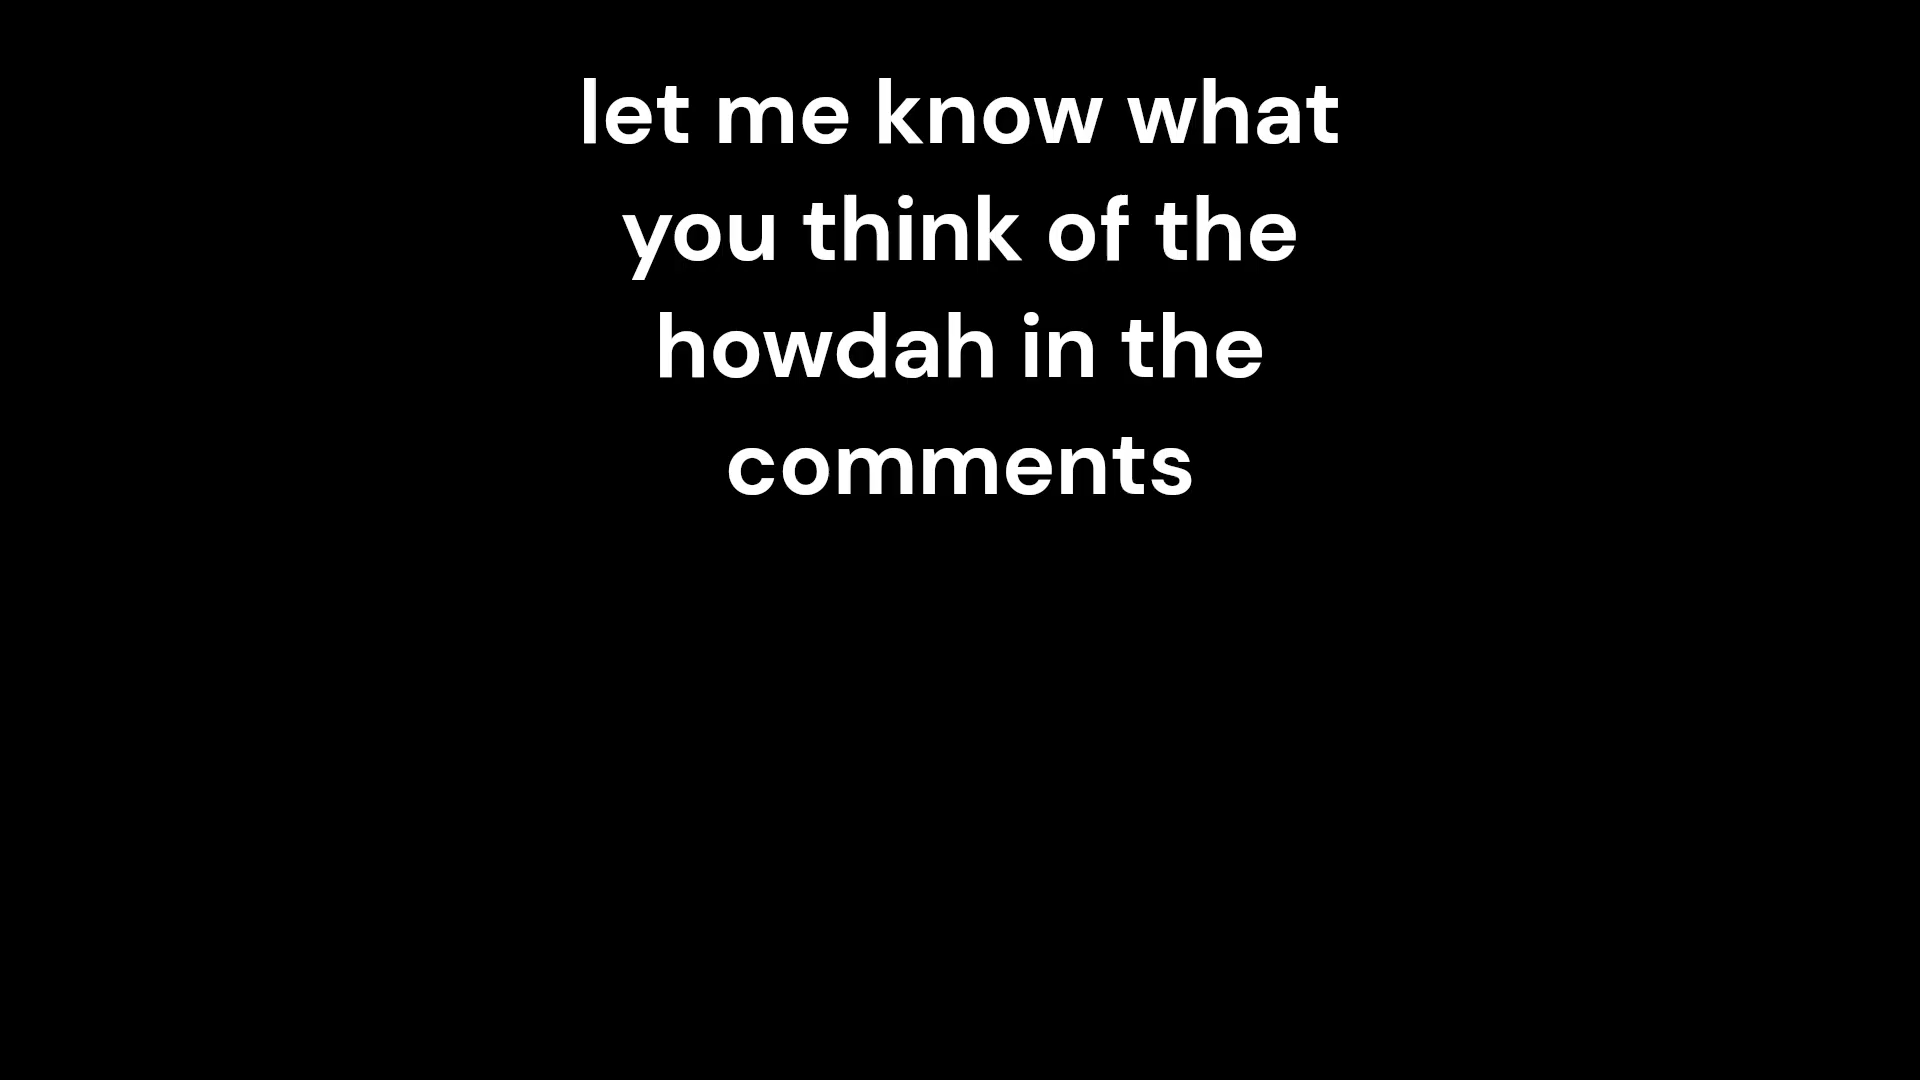 let me know what
you think of the
howdah in the
comments